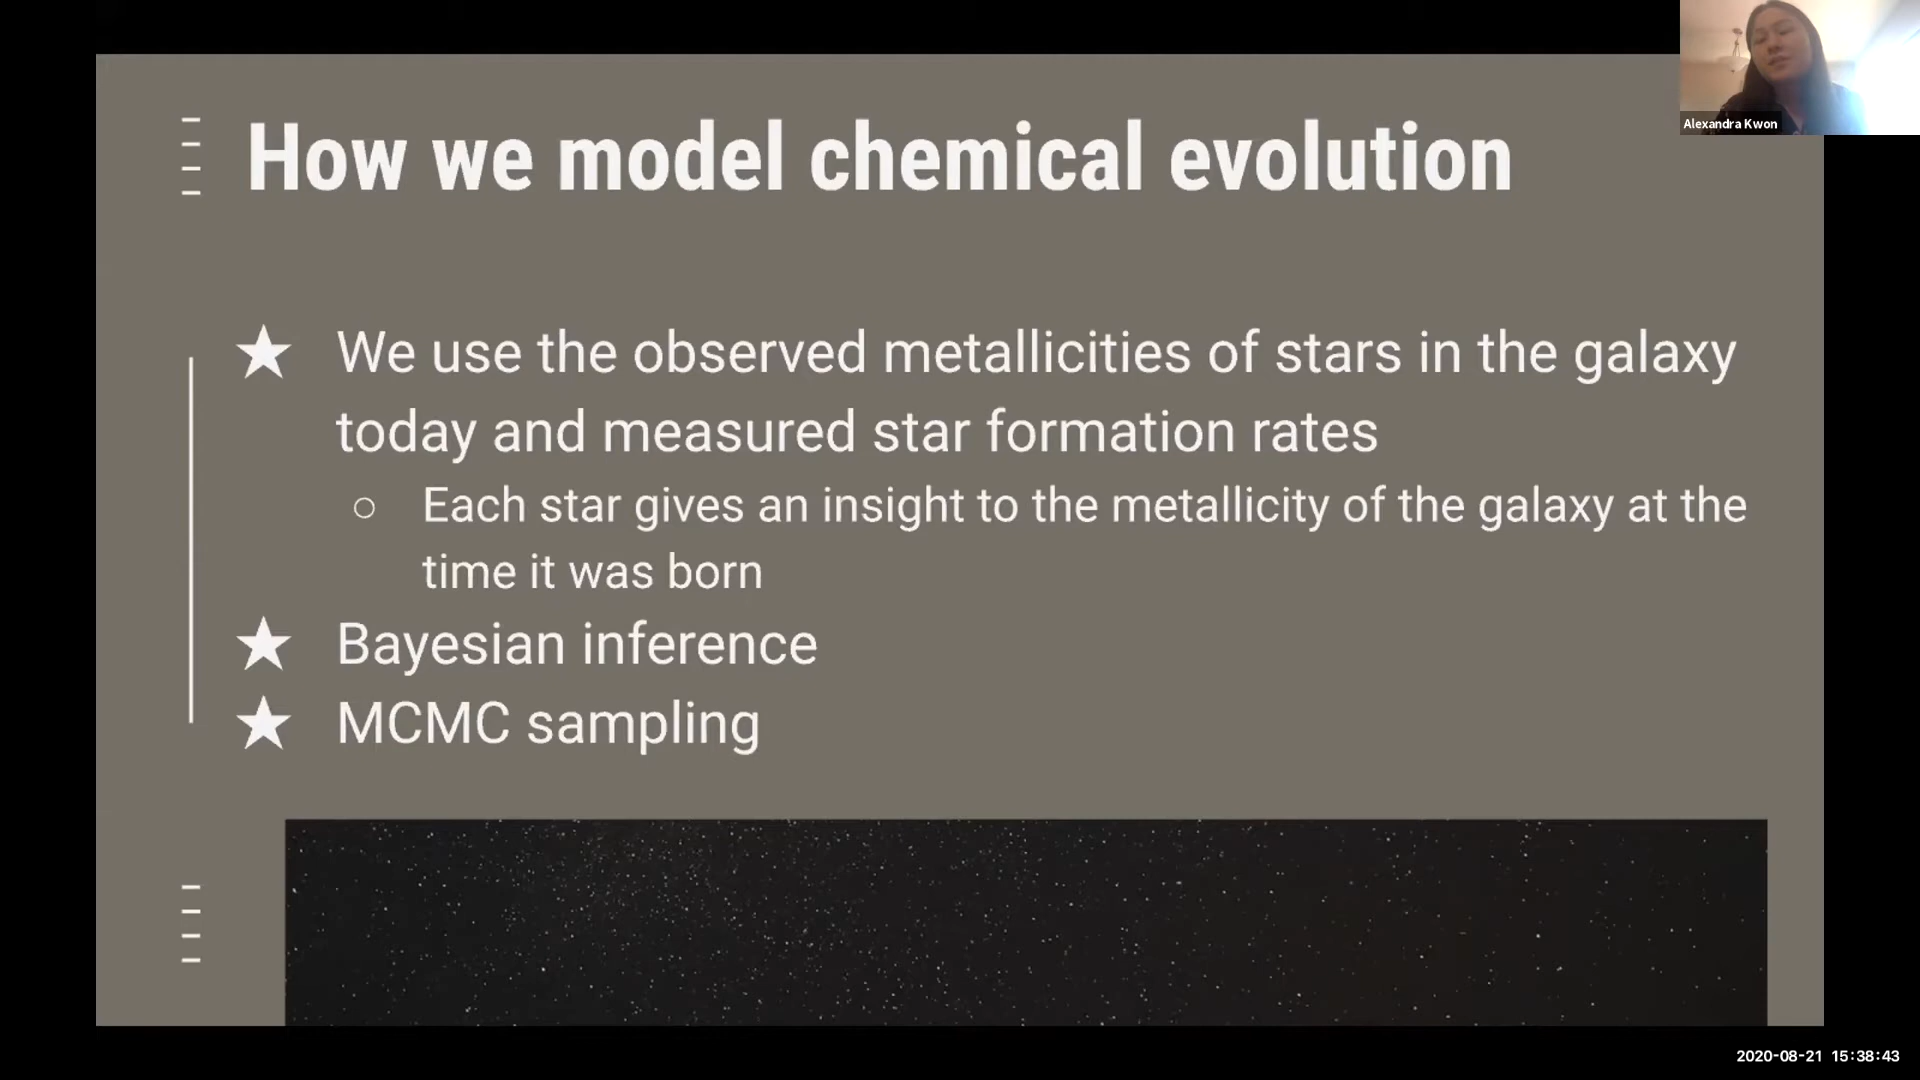 Alexandra Kwon
How we model chemical evolution
★ We use the observed metallicities of stars in the galaxy
today and measured star formation rates
○ Each star gives an insight to the metallicity of the galaxy at the
time it was born
★ Bayesian inference
★ MCMC sampling
2020-08-21 15:38:43